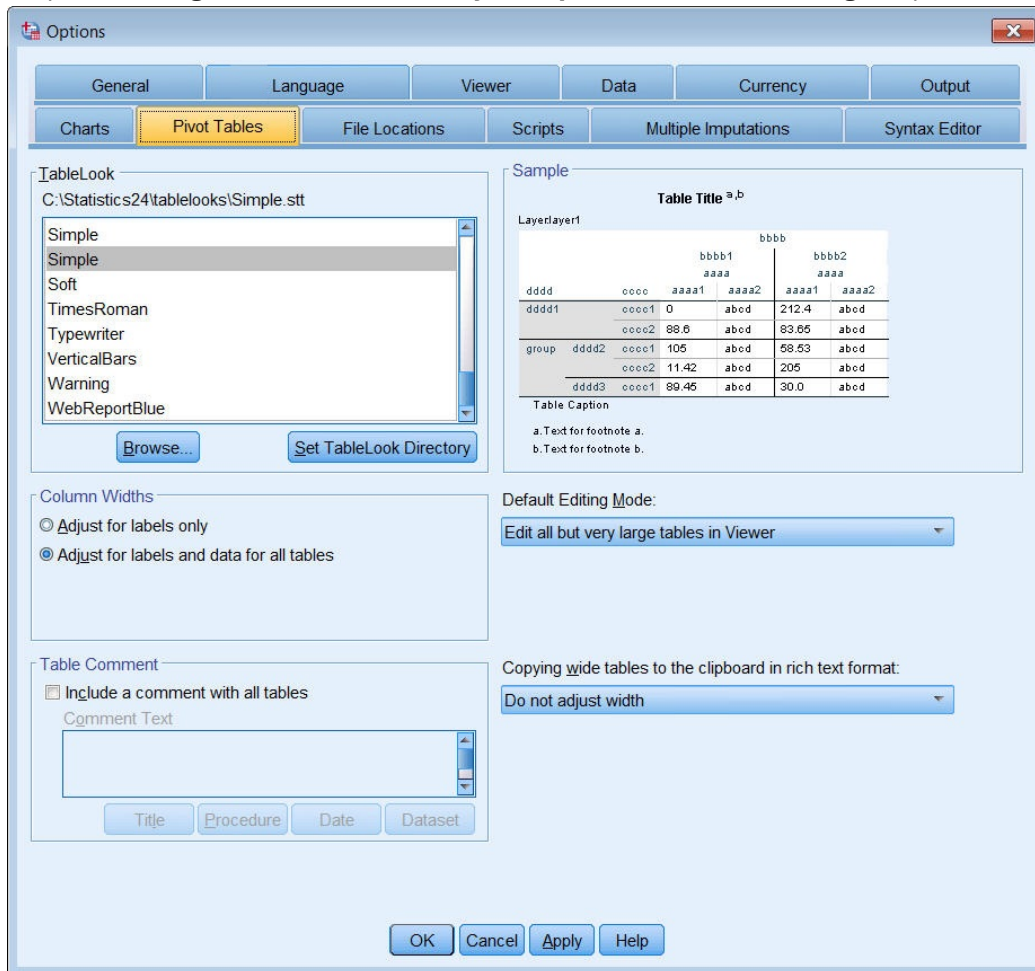 Options
General Language Viewer Data Currency Output
Charts Pivot Tables File Locations Scripts Multiple Imputations Syntax Editor
TableLook
C:\Statistics24\tablelooks\Simple.stt
Simple
Simple
Soft
TimesRoman
Typewriter
VerticalBars
Warning
WebReportBlue
Browse... Set TableLook Directory
Sample
Table Title a,b
Layerlayer1
bbbb
bbbb1 bbbb2
aaaa aaaa
dddd cccc aaaa1 aaaa2 aaaa1 aaaa2
dddd1 cccc1 0 abcd 212.4 abcd
cccc2 88.6 abcd 83.65 abcd
group dddd2 cccc1 105 abcd 58.53 abcd
cccc2 11.42 abcd 205 abcd
dddd3 cccc1 89.45 abcd 30.0 abcd
Table Caption
a.Text for footnote a.
b.Text for footnote b.
Column Widths
Adjust for labels only
Adjust for labels and data for all tables
Default Editing Mode:
Edit all but very large tables in Viewer
Table Comment
Include a comment with all tables
Comment Text
Title Procedure Date Dataset
Copying wide tables to the clipboard in rich text format:
Do not adjust width
OK Cancel Apply Help